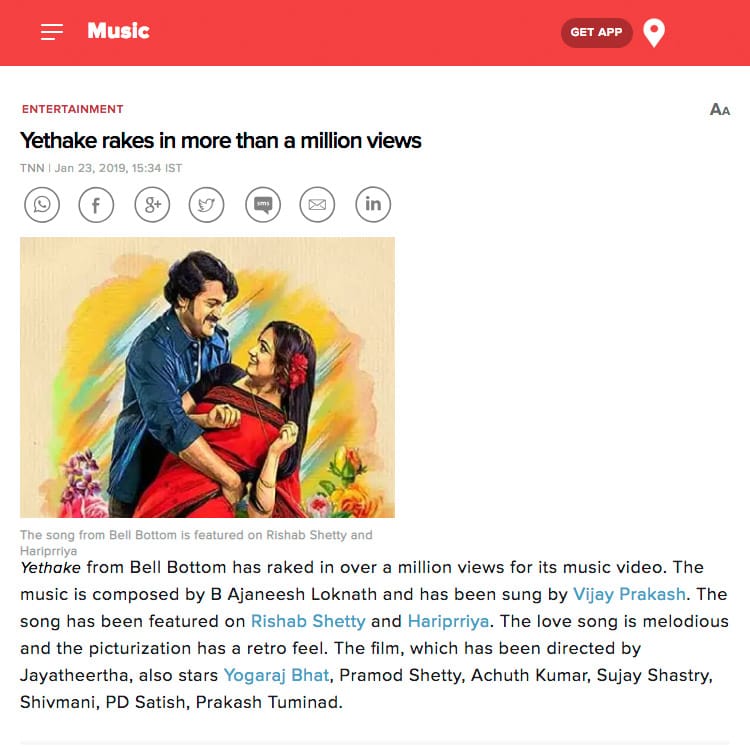 Music
GET APP
ENTERTAINMENT
AA
Yethake rakes in more than a million views
TNN | Jan 23, 2019, 15:34 IST
f
8+
sms
in
The song from Bell Bottom is featured on Rishab Shetty and
Hariprriya
Yethake from Bell Bottom has raked in over a million views for its music video. The
music is composed by B Ajaneesh Loknath and has been sung by Vijay Prakash. The
song has been featured on Rishab Shetty and Hariprriya. The love song is melodious
and the picturization has a retro feel. The film, which has been directed by
Jayatheertha, also stars Yogaraj Bhat, Pramod Shetty, Achuth Kumar, Sujay Shastry,
Shivmani, PD Satish, Prakash Tuminad.